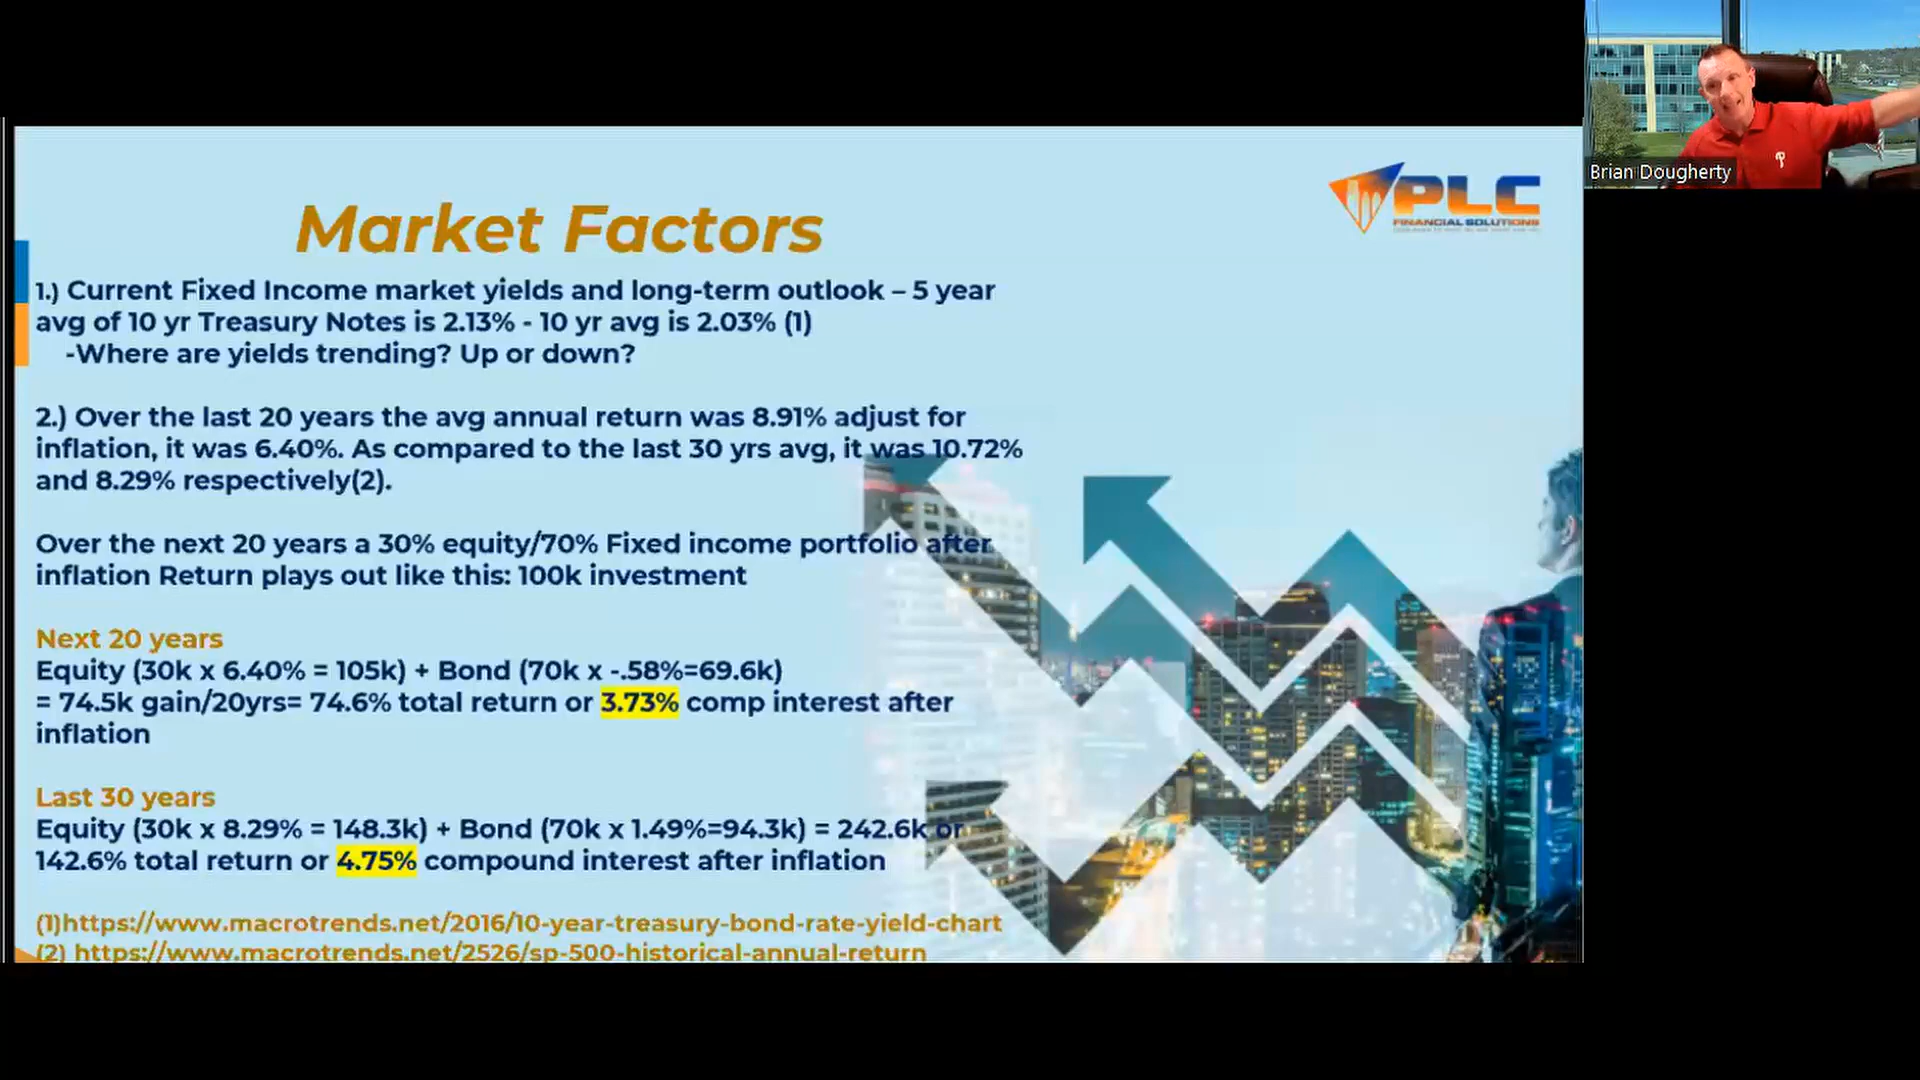 Brian Dougherty
PLC
FINANCIAL SOLUTIONS
Market Factors
1.) Current Fixed Income market yields and long-term outlook – 5 year
avg of 10 yr Treasury Notes is 2.13% - 10 yr avg is 2.03% (1)
-Where are yields trending? Up or down?
2.) Over the last 20 years the avg annual return was 8.91% adjust for
inflation, it was 6.40%. As compared to the last 30 yrs avg, it was 10.72%
and 8.29% respectively(2).
Over the next 20 years a 30% equity/70% Fixed income portfolio after
inflation Return plays out like this: 100k investment
Next 20 years
Equity (30k x 6.40% = 105k) + Bond (70k x -.58%=69.6k)
= 74.5k gain/20yrs= 74.6% total return or 3.73% comp interest after
inflation
Last 30 years
Equity (30k x 8.29% = 148.3k) + Bond (70k x 1.49%=94.3k) = 242.6k or
142.6% total return or 4.75% compound interest after inflation
(1)https://www.macrotrends.net/2016/10-year-treasury-bond-rate-yield-chart
(2) https://www.macrotrends.net/2526/sp-500-historical-annual-return